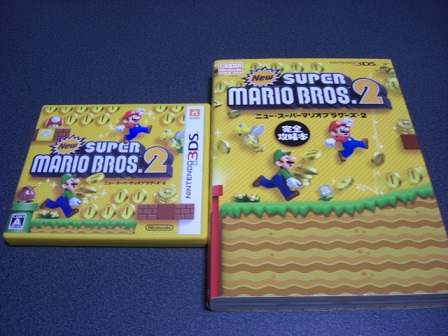 New SUPER
MARIO BROS. 2
ニュー・スーパーマリオブラザーズ・2
NINTENDO 3DS
A
Nintendo
NINTENDO 3DS
New SUPER
MARIO BROS. 2
ニュー・スーパーマリオブラザーズ・2
完全
攻略本